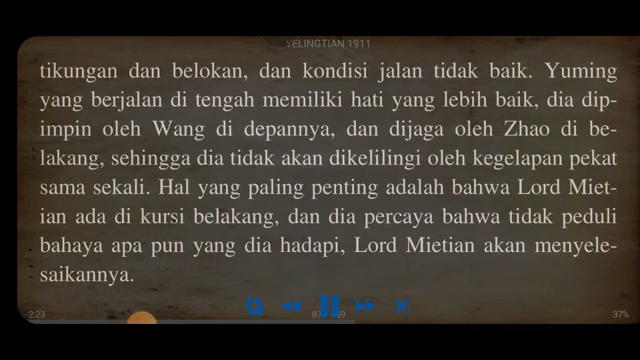 YELINGTIAN 1911
tikungan dan belokan, dan kondisi jalan tidak baik. Yuming
yang berjalan di tengah memiliki hati yang lebih baik, dia dip-
impin oleh Wang di depannya, dan dijaga oleh Zhao di be-
lakang, sehingga dia tidak akan dikelilingi oleh kegelapan pekat
sama sekali. Hal yang paling penting adalah bahwa Lord Miet-
ian ada di kursi belakang, dan dia percaya bahwa tidak peduli
bahaya apa pun yang dia hadapi, Lord Mietian akan menyele-
saikannya.
2:23
37%